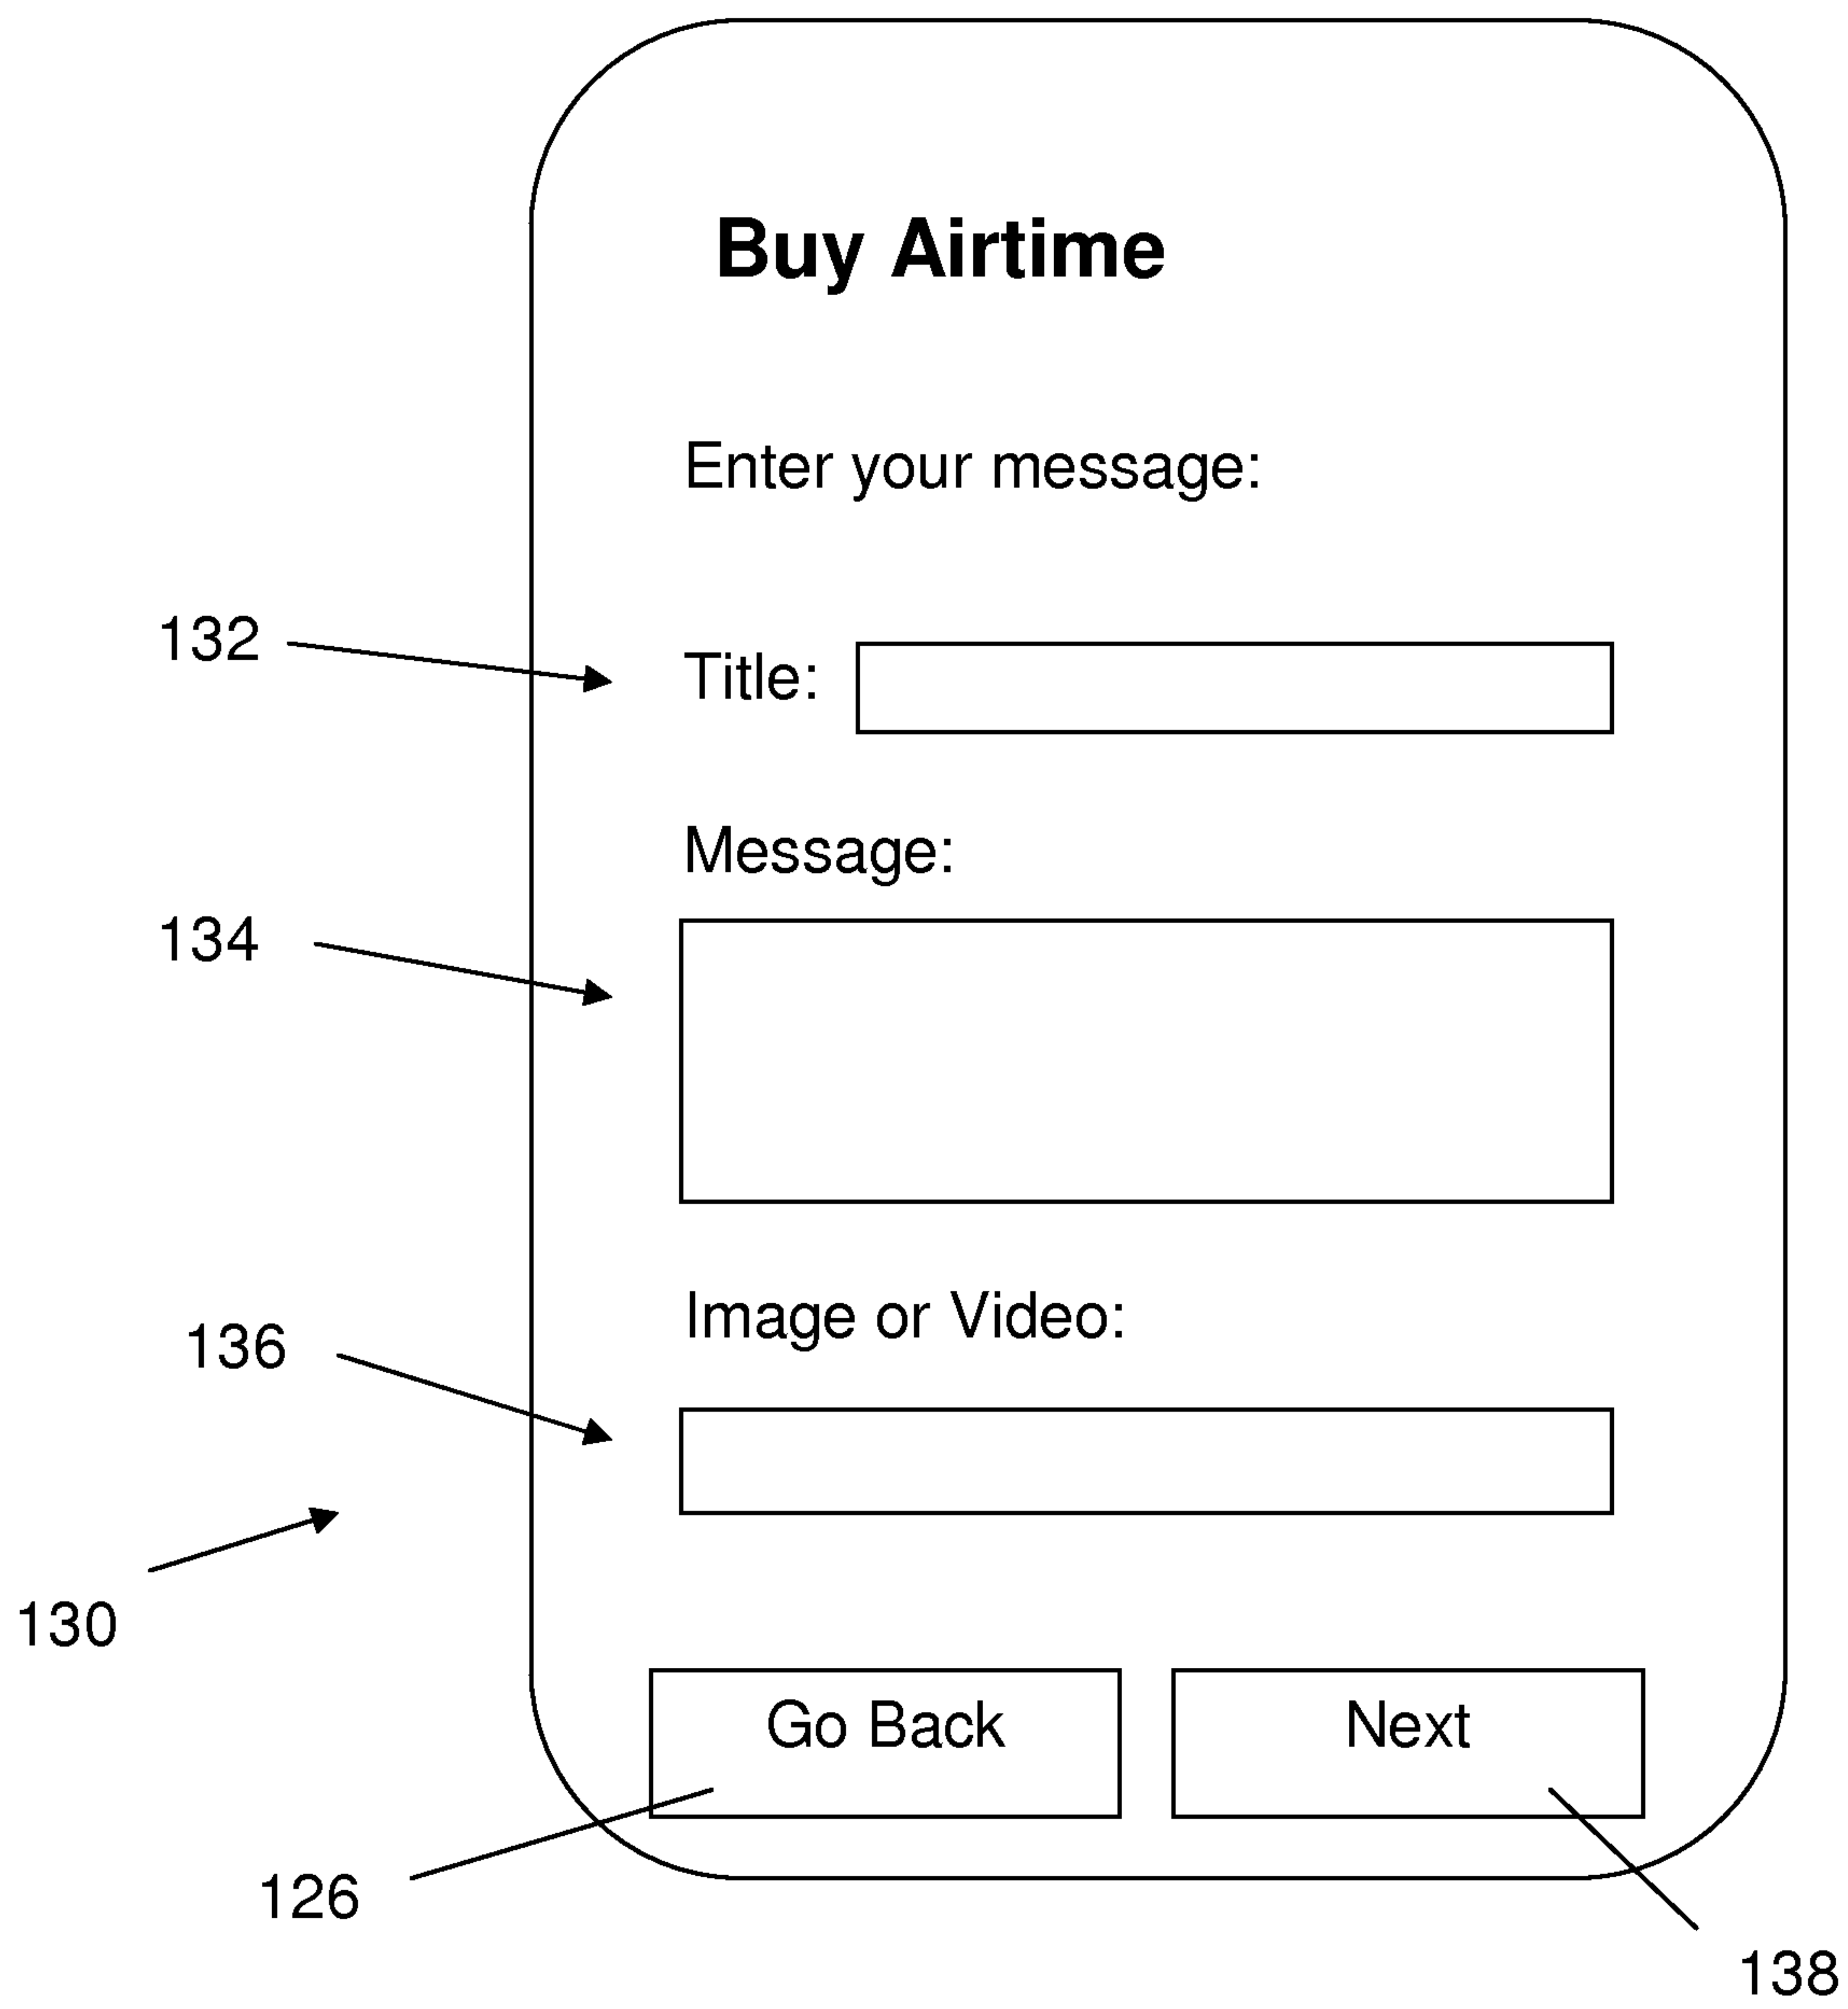 Buy Airtime
Enter your message:
132
Title:
Message:
134
Image or Video:
136
130
Go Back
Next
126
138